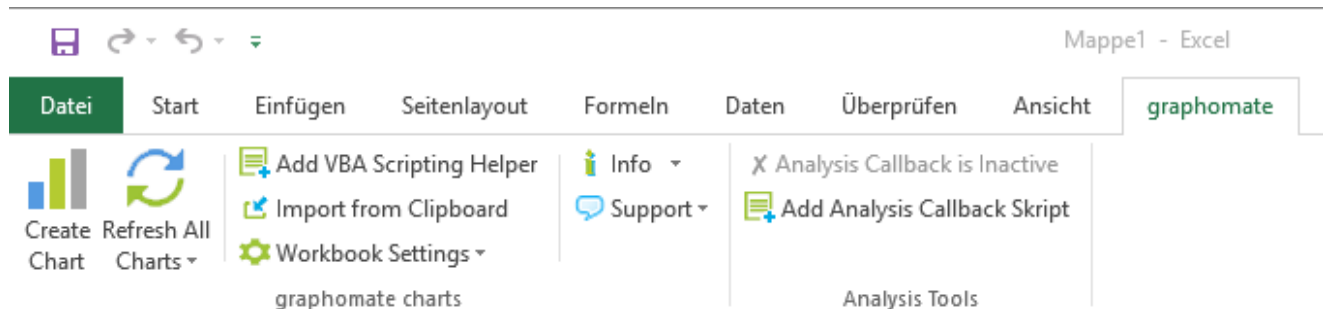 Mappe1 - Excel
Datei Start Einfügen Seitenlayout Formeln Daten Überprüfen Ansicht graphomate
Create Chart
Refresh All Charts
Add VBA Scripting Helper
Import from Clipboard
Workbook Settings
graphomate charts
Info
Support
X Analysis Callback is Inactive
Add Analysis Callback Skript
Analysis Tools